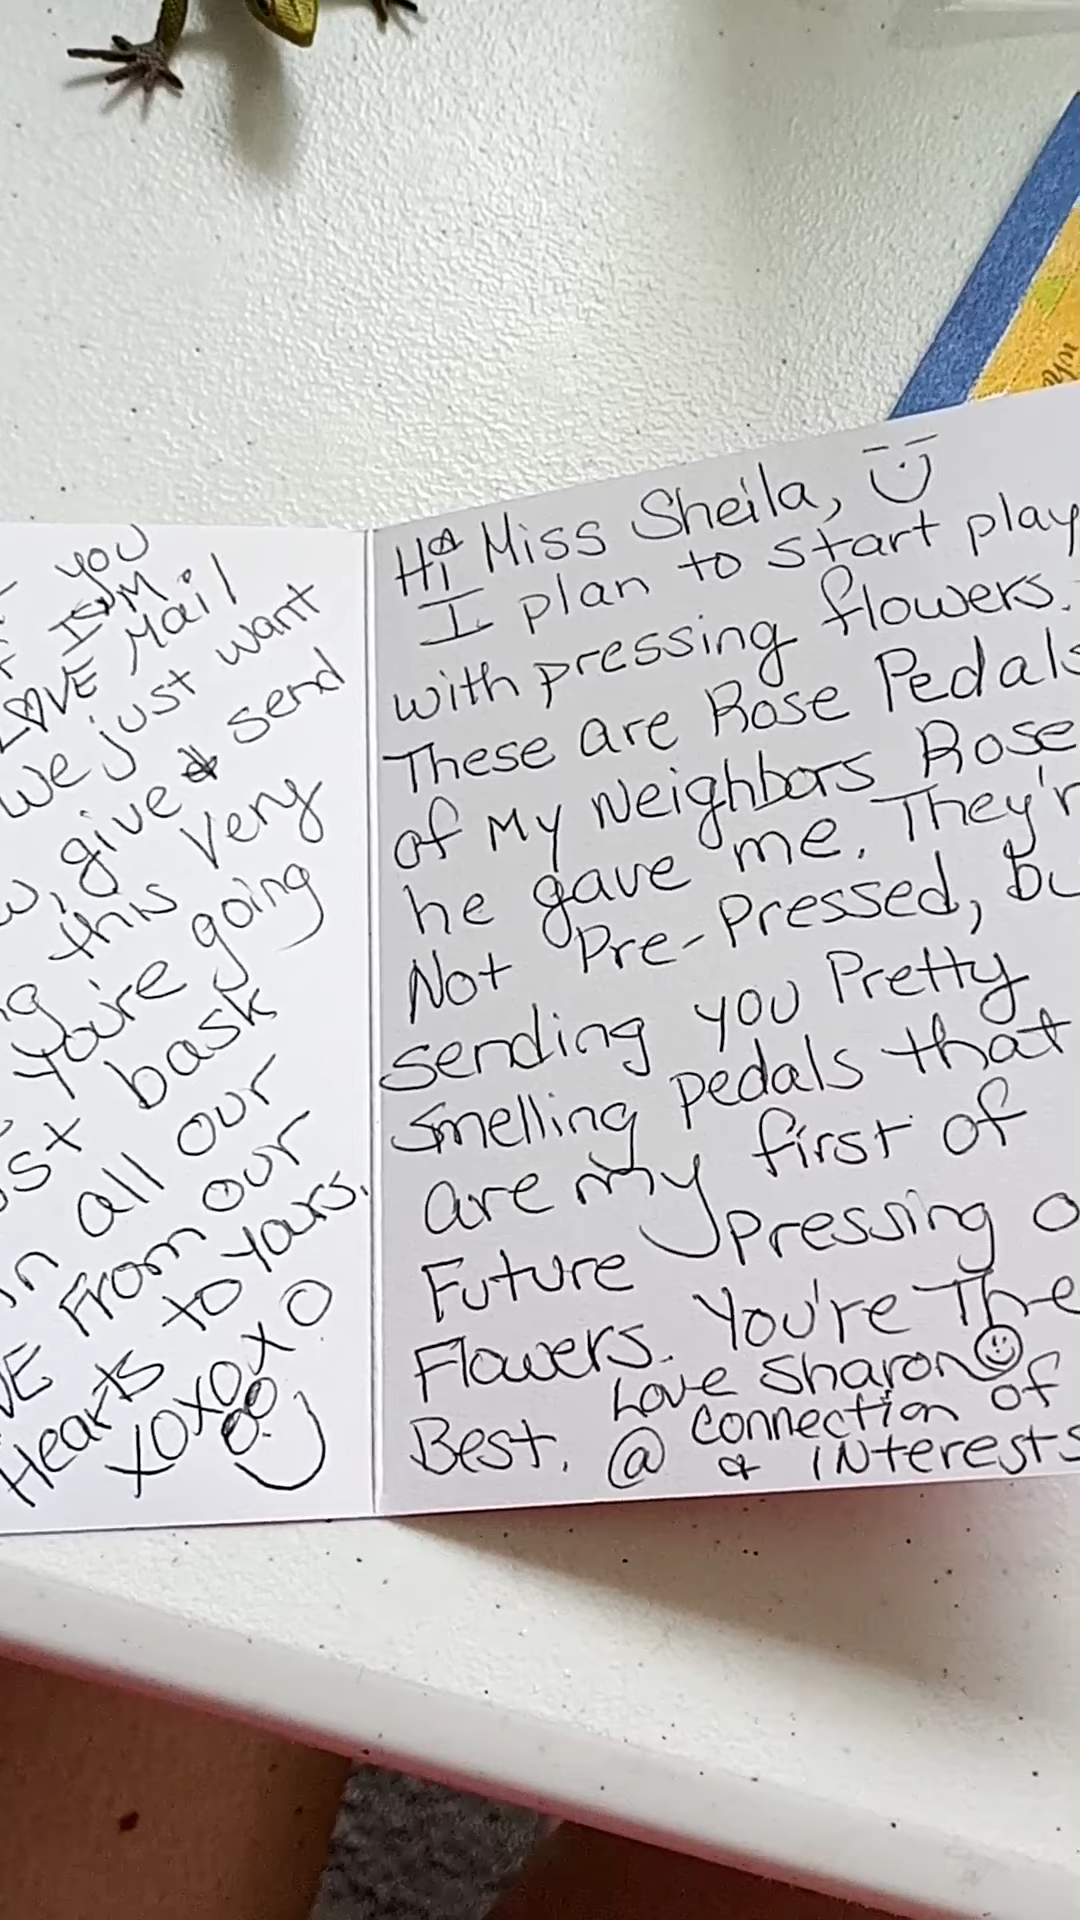 you
ISJM
LOVE Mail
we just want
give & send
this very
you're going
bask
in all our
From our
Hearts to Yours.
XOXOXO
Hi Miss Sheila,
I plan to start play
with pressing flowers.
These are Rose Pedals
of My Neighbors Rose
he gave me. They'r
Not Pre-Pressed, bu
sending you Pretty
Smelling pedals that
are my first of
Future pressing o
Flowers. You're The
Best. Love Sharon
@ connection of
& interests